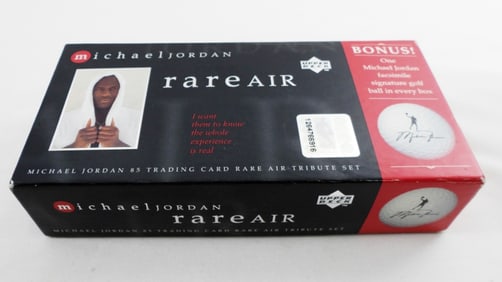 michaelJORDAN
rareAIR
UPPER DECK
I want
them to know
the whole
experience
is real
1264766916
MICHAEL JORDAN 85 TRADING CARD RARE AIR TRIBUTE SET
BONUS!
One
Michael Jordan
facsimile
signature golf
ball in every box
michaelJORDAN
rareAIR
UPPER DECK
MICHAEL JORDAN 85 TRADING CARD RARE AIR TRIBUTE SET